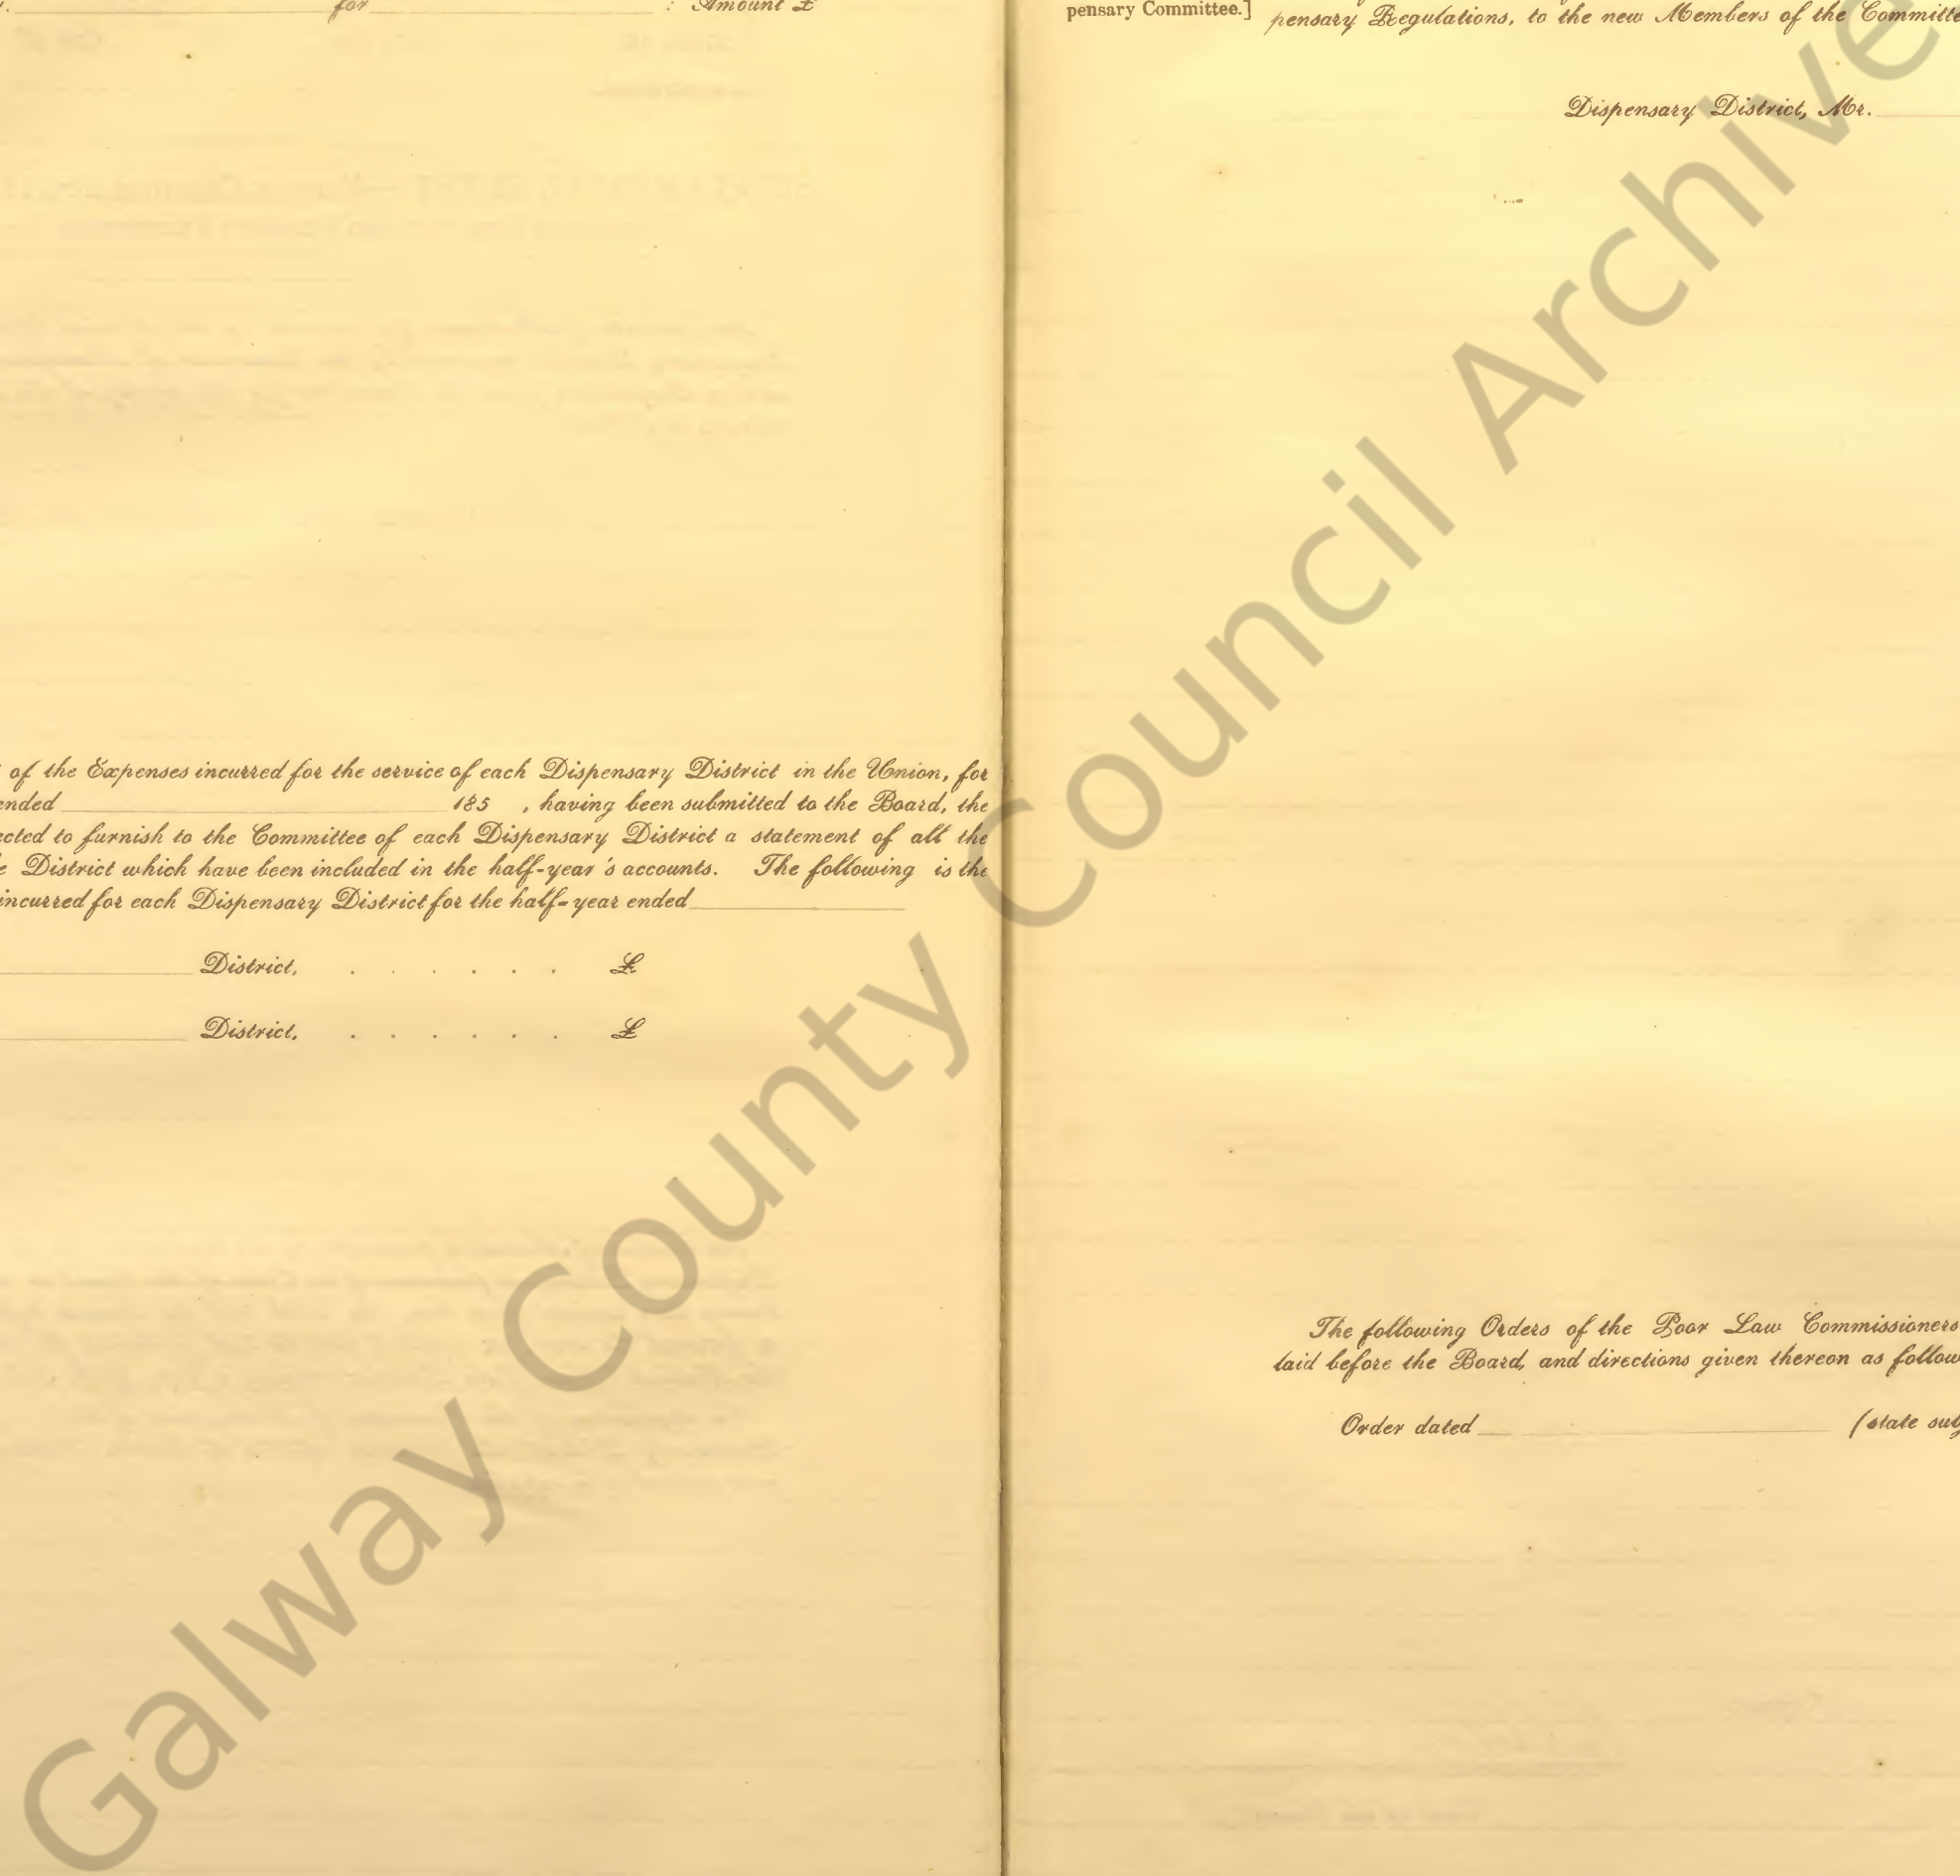 for : Amount £
of the Expenses incurred for the service of each Dispensary District in the Union, for
ended 185 , having been submitted to the Board, the
ected to furnish to the Committee of each Dispensary District a statement of all the
e District which have been included in the half-year's accounts. The following is the
incurred for each Dispensary District for the half-year ended
District, . . . . . . £
District, . . . . . . £
pensary Committee.] pensary Regulations, to the new Members of the Committe
Dispensary District, Mr.
The following Orders of the Poor Law Commissioners
laid before the Board, and directions given thereon as follow
Order dated (state sub
Galway County Council Archive